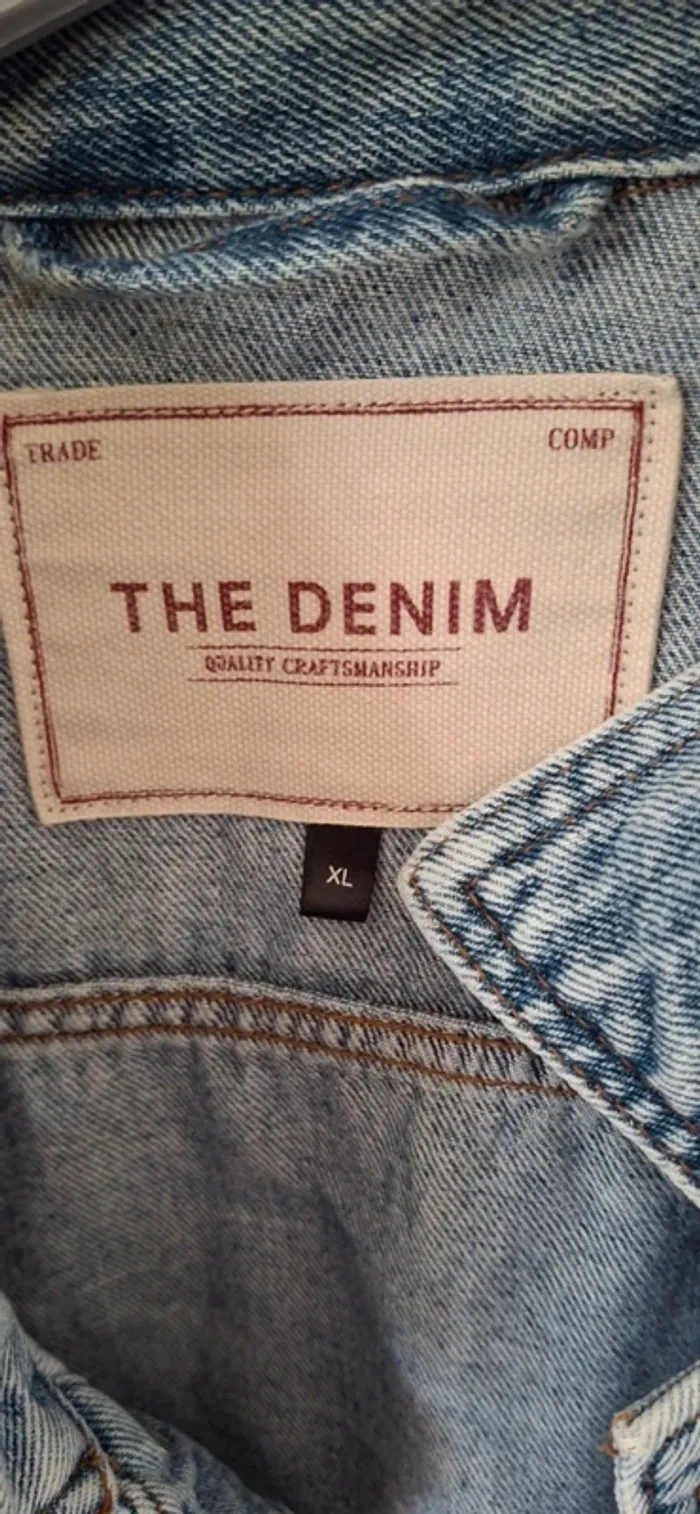 TRADE COMP
THE DENIM
QUALITY CRAFTSMANSHIP
XL